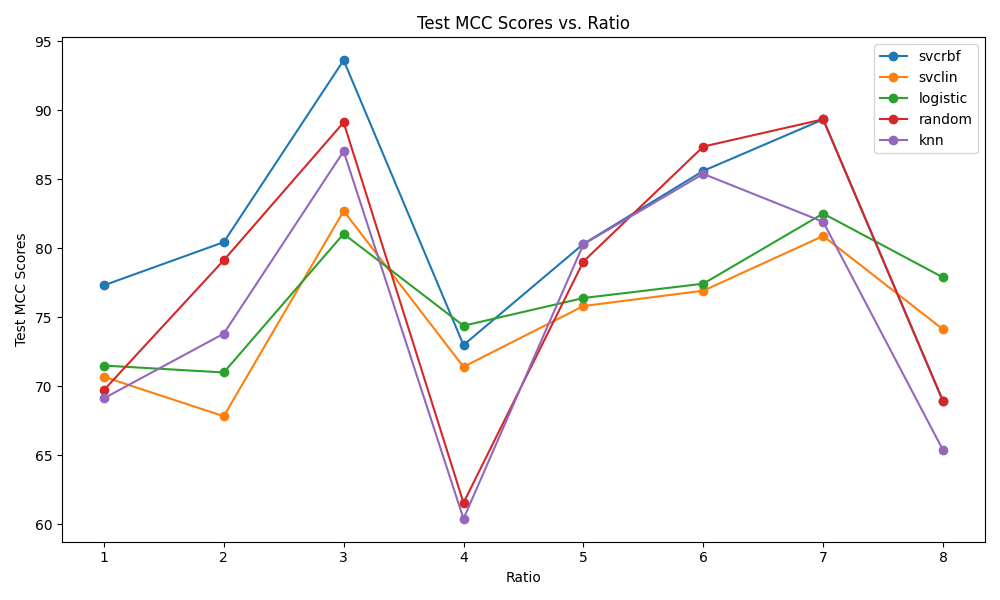 Test MCC Scores vs. Ratio
95
90
85
80
75
70
65
60
Test MCC Scores
1 2 3 4 5 6 7 8
Ratio
svcrbf
svclin
logistic
random
knn